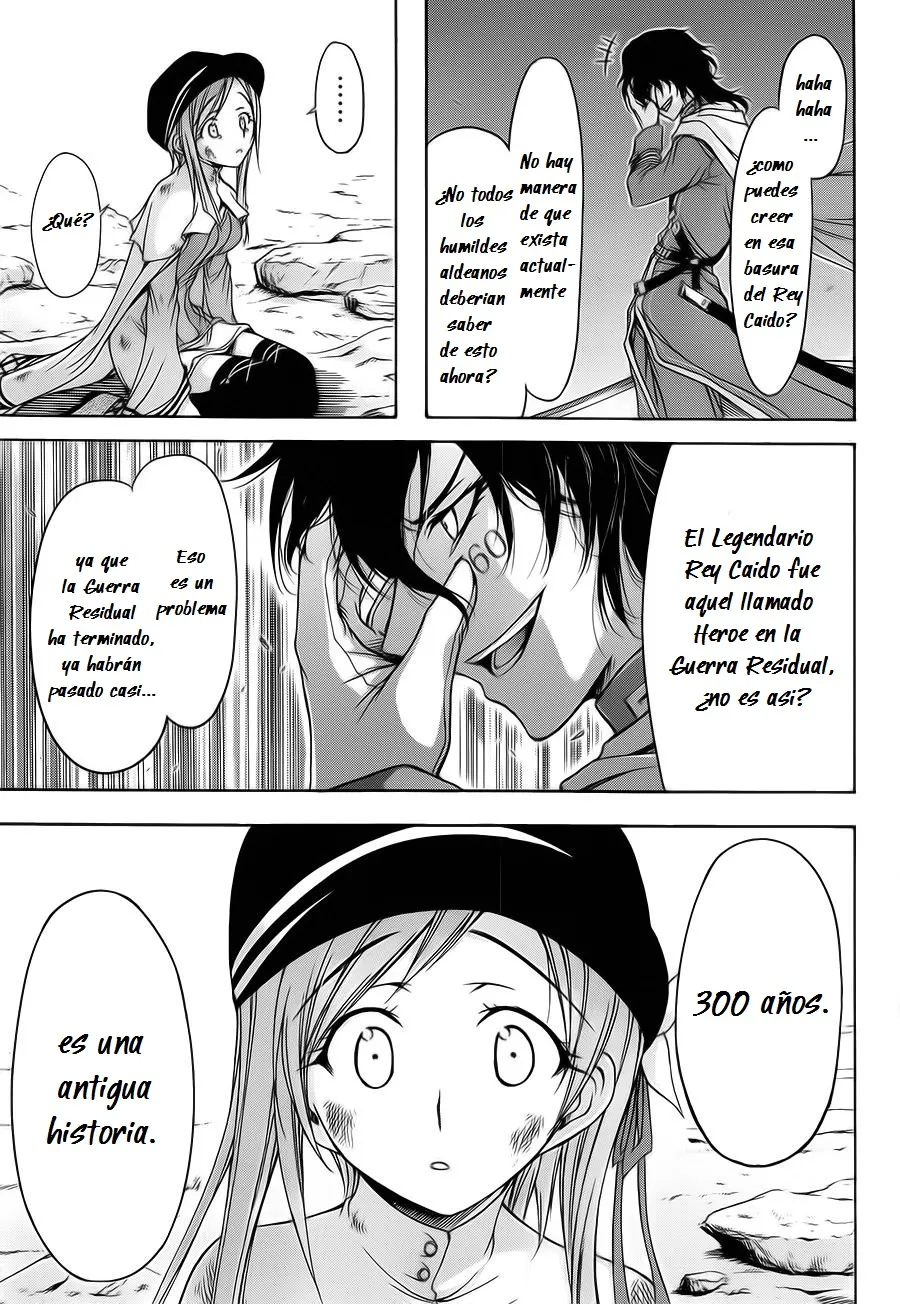 haha
haha
...
¿como
puedes
creer
en esa
basura
del Rey
Caido?
No hay
manera
de que
exista
actual-
mente
¿No todos
los
humildes
aldeanos
deberian
saber
de esto
ahora?
......
¿Qué?
El Legendario
Rey Caido fue
aquel llamado
Heroe en la
Guerra Residual,
¿no es asi?
60
Eso
es un
problema
ya que
la Guerra
Residual
ha terminado,
ya habrán
pasado casi...
300 años.
es una
antigua
historia.